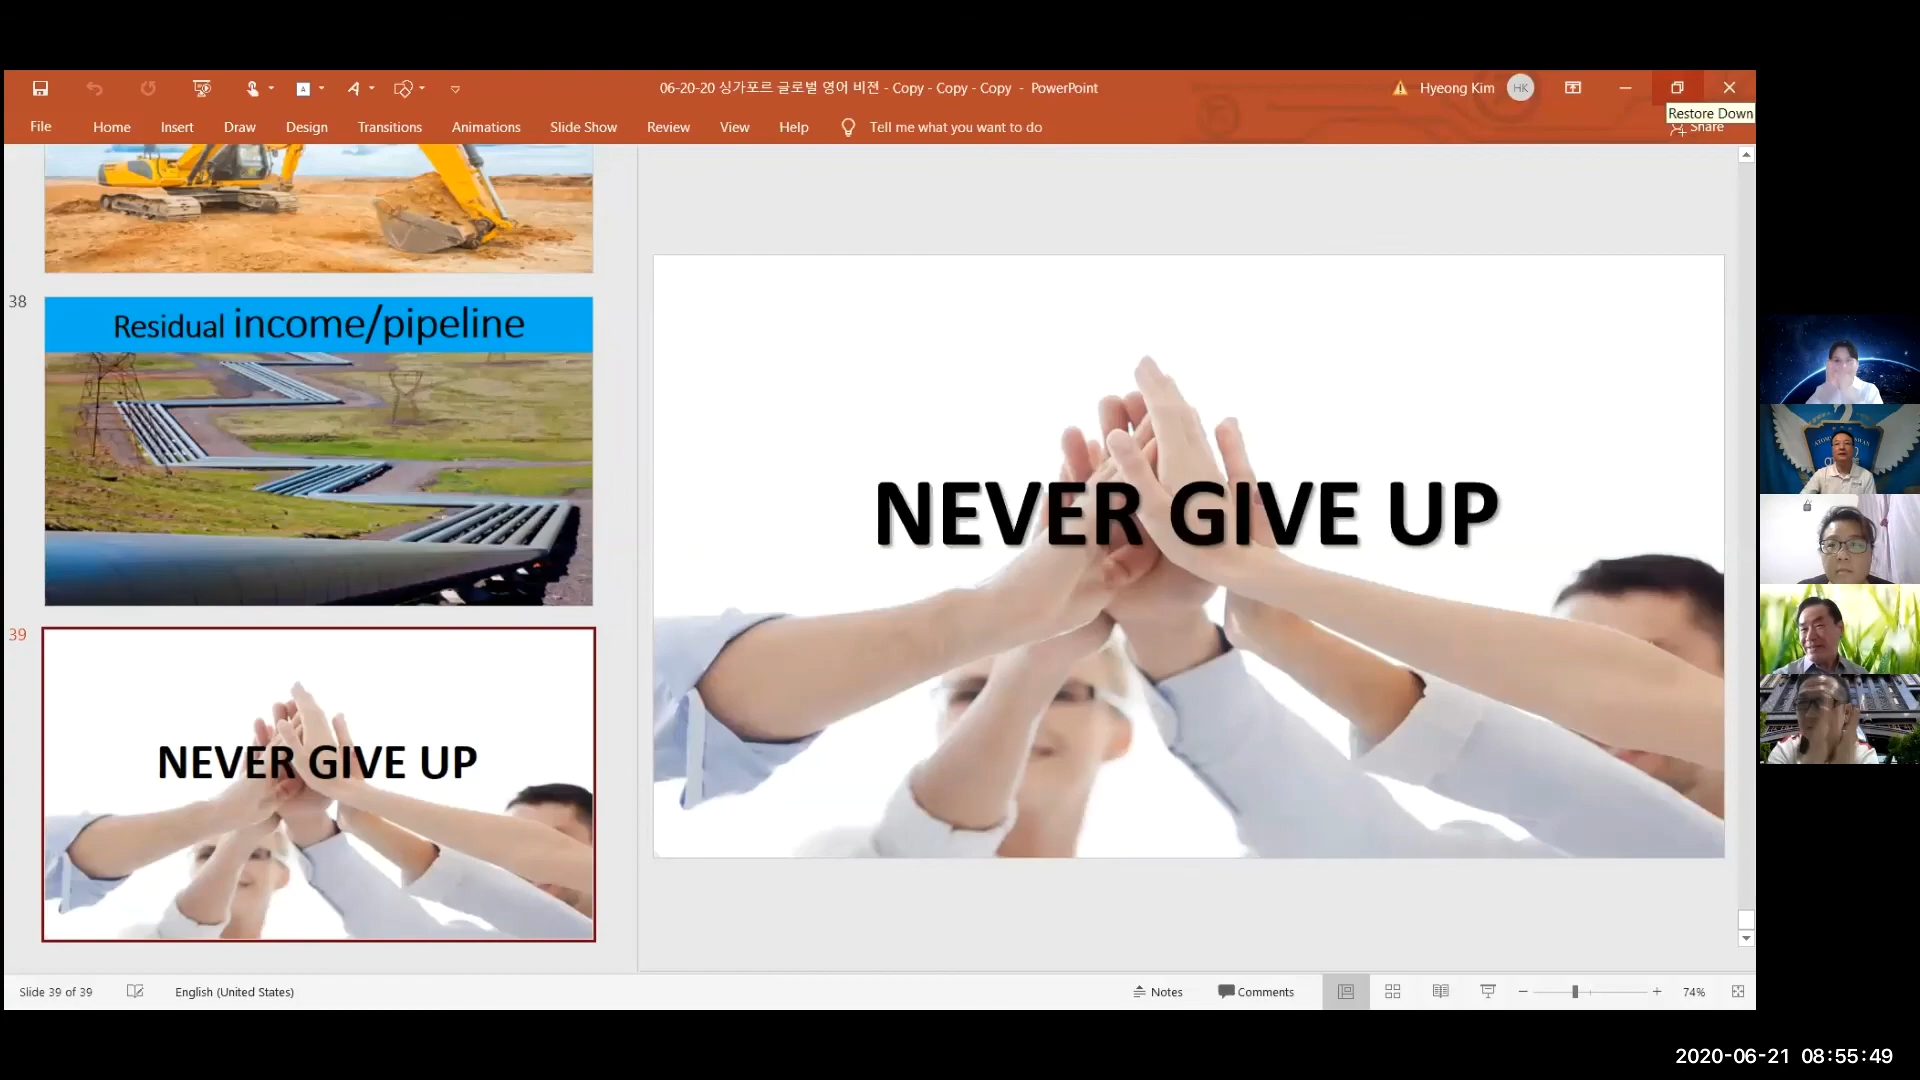 06-20-20 싱가포르 글로벌 영어 비젼 - Copy - Copy - Copy - PowerPoint
Hyeong Kim
HK
Restore Down
File Home Insert Draw Design Transitions Animations Slide Show Review View Help Tell me what you want to do
Share
38
Residual income/pipeline
39
NEVER GIVE UP
NEVER GIVE UP
Slide 39 of 39
English (United States)
Notes
Comments
74%
2020-06-21 08:55:49